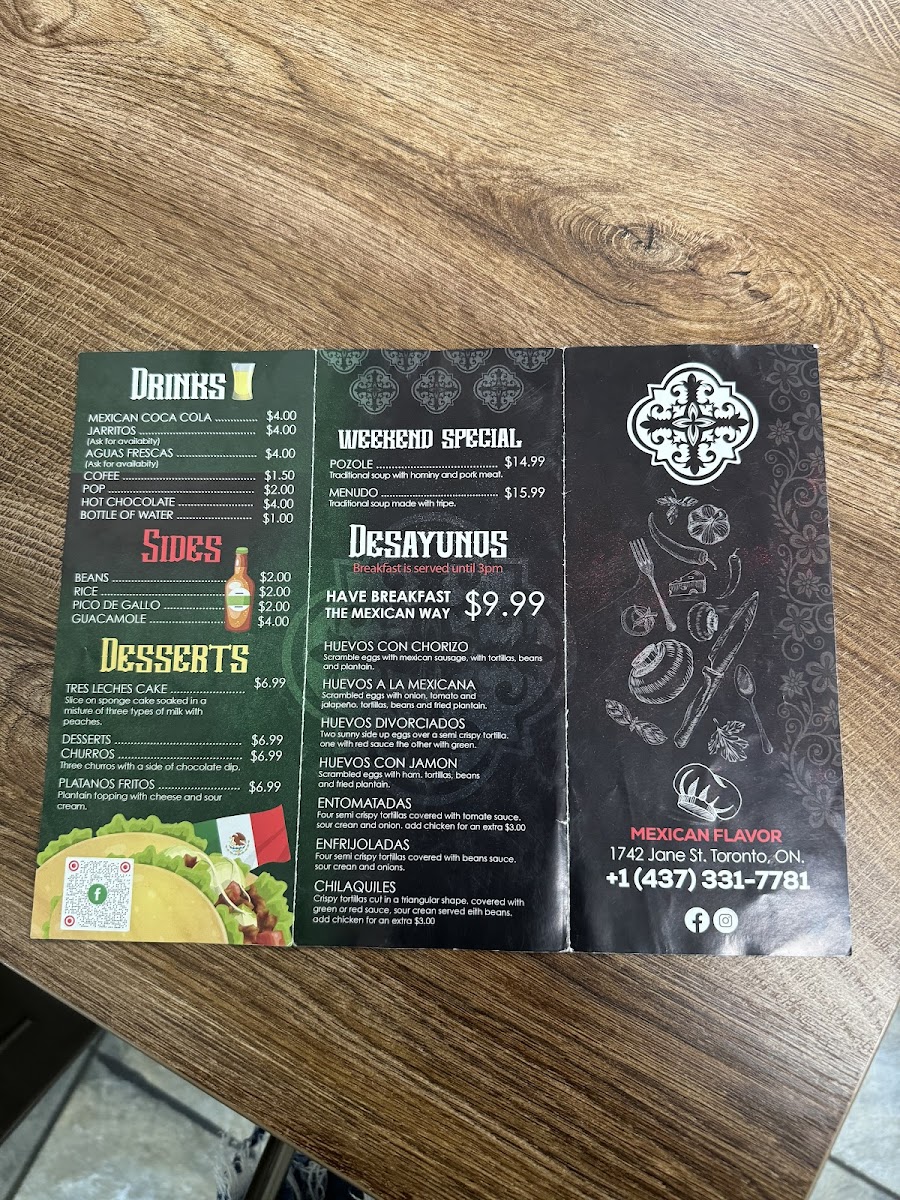 DRINKS
MEXICAN COCA COLA ............ $4.00
JARRITOS ............ $4.00
(Ask for availabity)
AGUAS FRESCAS ............ $4.00
(Ask for availabity)
COFEE ............ $1.50
POP ............ $2.00
HOT CHOCOLATE ............ $4.00
BOTTLE OF WATER ............ $1.00
SIDES
BEANS ............ $2.00
RICE ............ $2.00
PICO DE GALLO ............ $2.00
GUACAMOLE ............ $4.00
DESSERTS
TRES LECHES CAKE ............ $6.99
Slice on sponge cake soaked in a
misture of three types of milk with
peaches.
DESSERTS ............ $6.99
CHURROS ............ $6.99
Three churros with a side of chocolate dip.
PLATANOS FRITOS ............ $6.99
Plantain topping with cheese and sour
cream.
WEEKEND SPECIAL
POZOLE ............ $14.99
Traditional soup with hominy and pork meat.
MENUDO ............ $15.99
Traditional soup made with tripe.
DESAYUNOS
Breakfast is served until 3pm
HAVE BREAKFAST
THE MEXICAN WAY $9.99
HUEVOS CON CHORIZO
Scramble eggs with mexican sausage, with tortillas, beans
and plantain.
HUEVOS A LA MEXICANA
Scrambled eggs with onion, tomato and
jalapeño, tortillas, beans and fried plantain.
HUEVOS DIVORCIADOS
Two sunny side up eggs over a semi crispy tortilla,
one with red sauce the other with green.
HUEVOS CON JAMON
Scrambled eggs with ham, tortillas, beans
and fried plantain.
ENTOMATADAS
Four semi crispy tortillas covered with tomate sauce,
sour crean and onion, add chicken for an extra $3.00
ENFRIJOLADAS
Four semi crispy tortillas covered with beans sauce,
sour crean and onions.
CHILAQUILES
Crispy tortillas cut in a triangular shape, covered with
green or red sauce, sour crean served eith beans,
add chicken for an extra $3.00
MEXICAN FLAVOR
1742 Jane St. Toronto, ON.
+1 (437) 331-7781